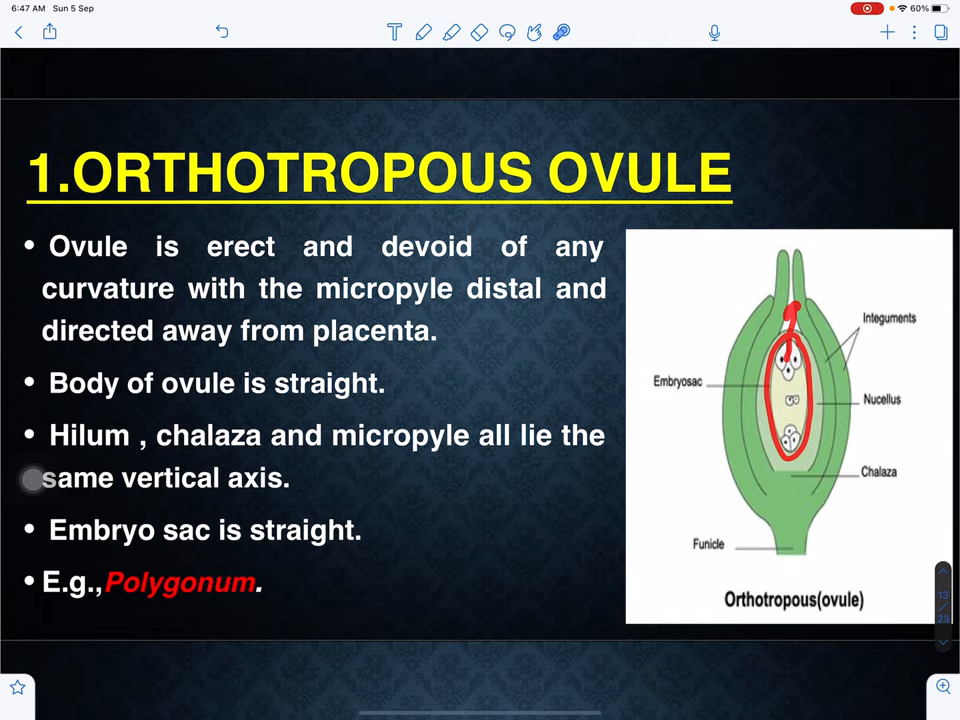 6:47 AM Sun 5 Sep
60%
1.ORTHOTROPOUS OVULE
• Ovule is erect and devoid of any
curvature with the micropyle distal and
directed away from placenta.
• Body of ovule is straight.
• Hilum , chalaza and micropyle all lie the
same vertical axis.
• Embryo sac is straight.
• E.g.,Polygonum.
Integuments
Embryosac
Nucellus
Chalaza
Funicle
Orthotropous(ovule)
13
/
23